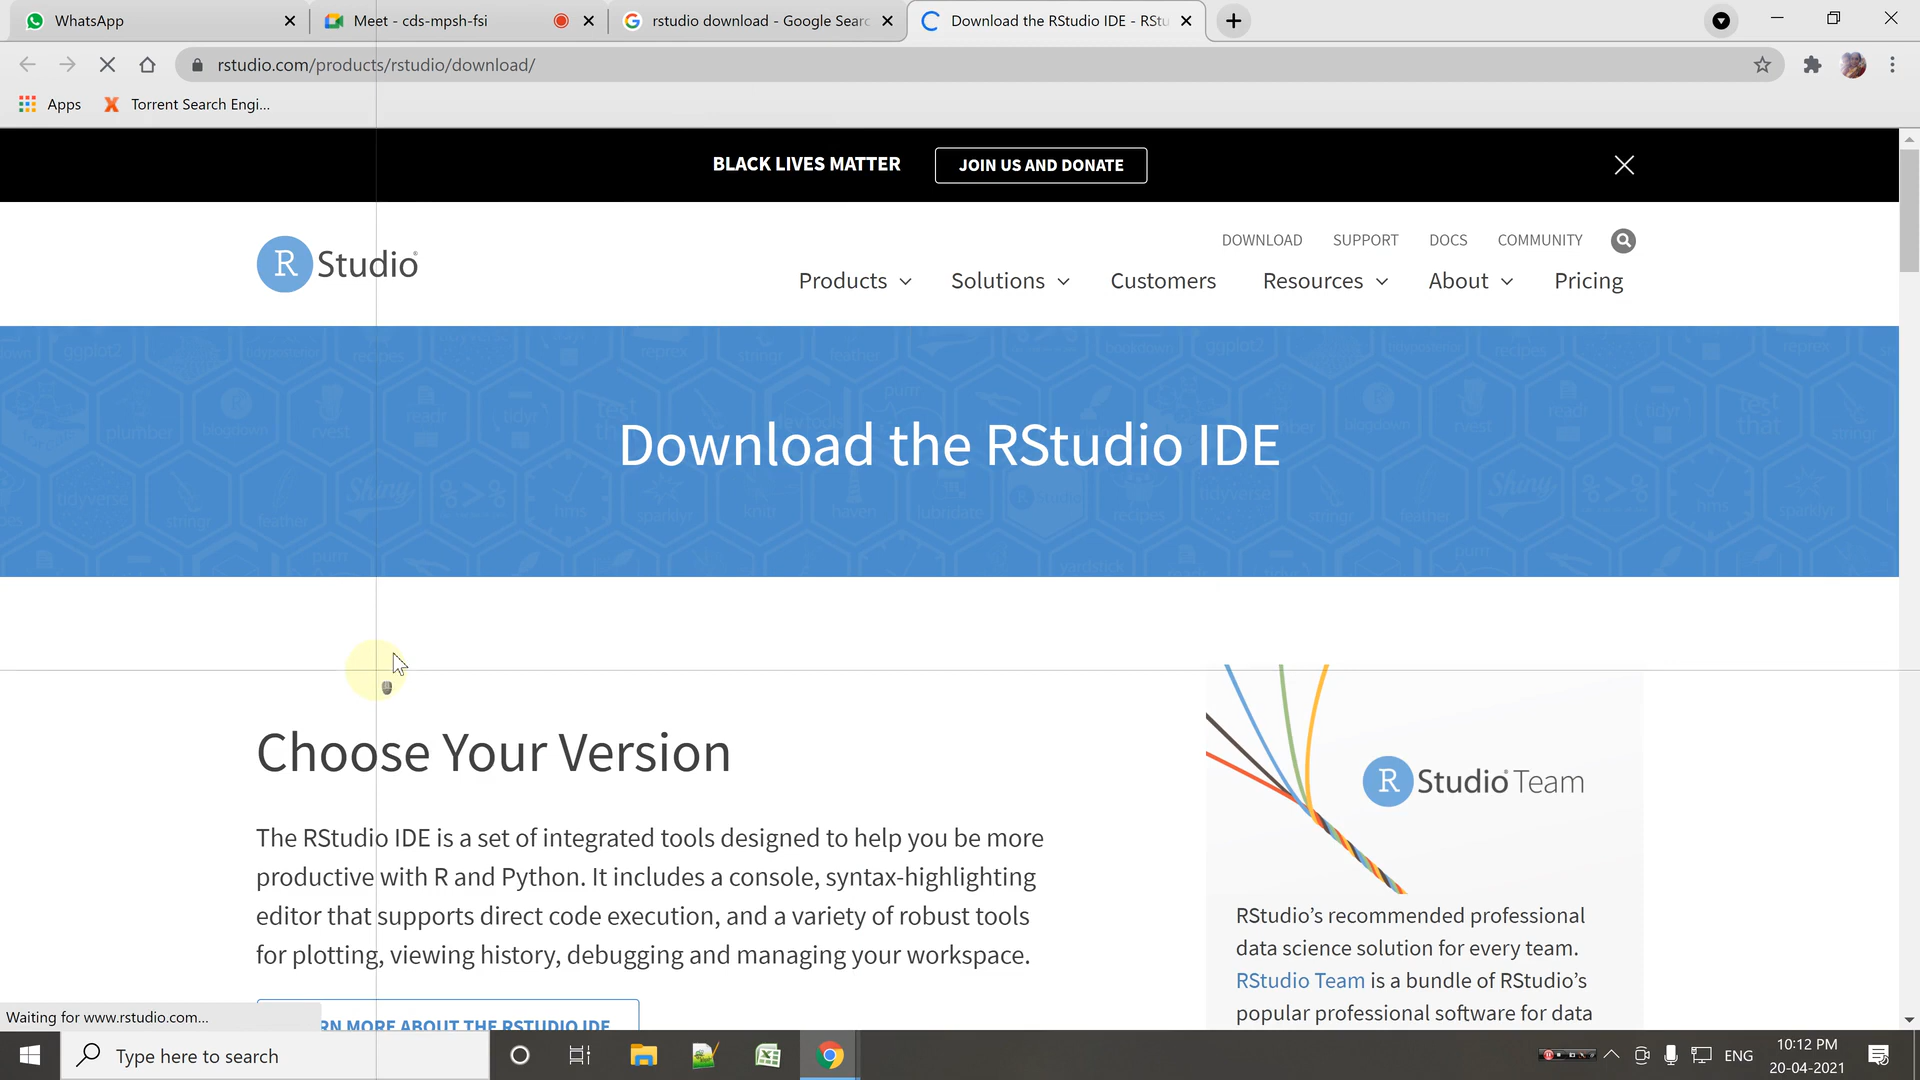 WhatsApp
Meet - cds-mpsh-fsi
rstudio download - Google Searc
Download the RStudio IDE - RStu
rstudio.com/products/rstudio/download/
Apps
Torrent Search Engi...
BLACK LIVES MATTER
JOIN US AND DONATE
R Studio
DOWNLOAD SUPPORT DOCS COMMUNITY
Products Solutions Customers Resources About Pricing
Download the RStudio IDE
Choose Your Version
The RStudio IDE is a set of integrated tools designed to help you be more
productive with R and Python. It includes a console, syntax-highlighting
editor that supports direct code execution, and a variety of robust tools
for plotting, viewing history, debugging and managing your workspace.
RN MORE ABOUT THE RSTUDIO IDE
R Studio Team
RStudio’s recommended professional
data science solution for every team.
RStudio Team is a bundle of RStudio’s
popular professional software for data
Waiting for www.rstudio.com...
Type here to search
ENG
10:12 PM
20-04-2021